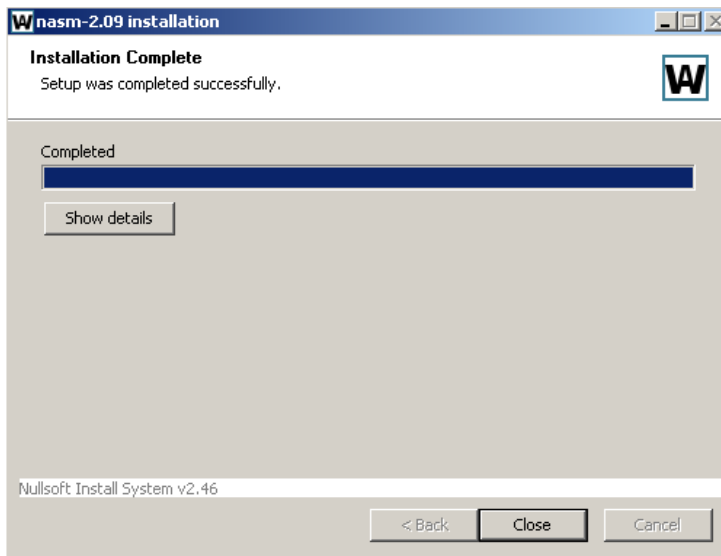 nasm-2.09 installation
Installation Complete
Setup was completed successfully.
Completed
Show details
Nullsoft Install System v2.46
< Back Close Cancel